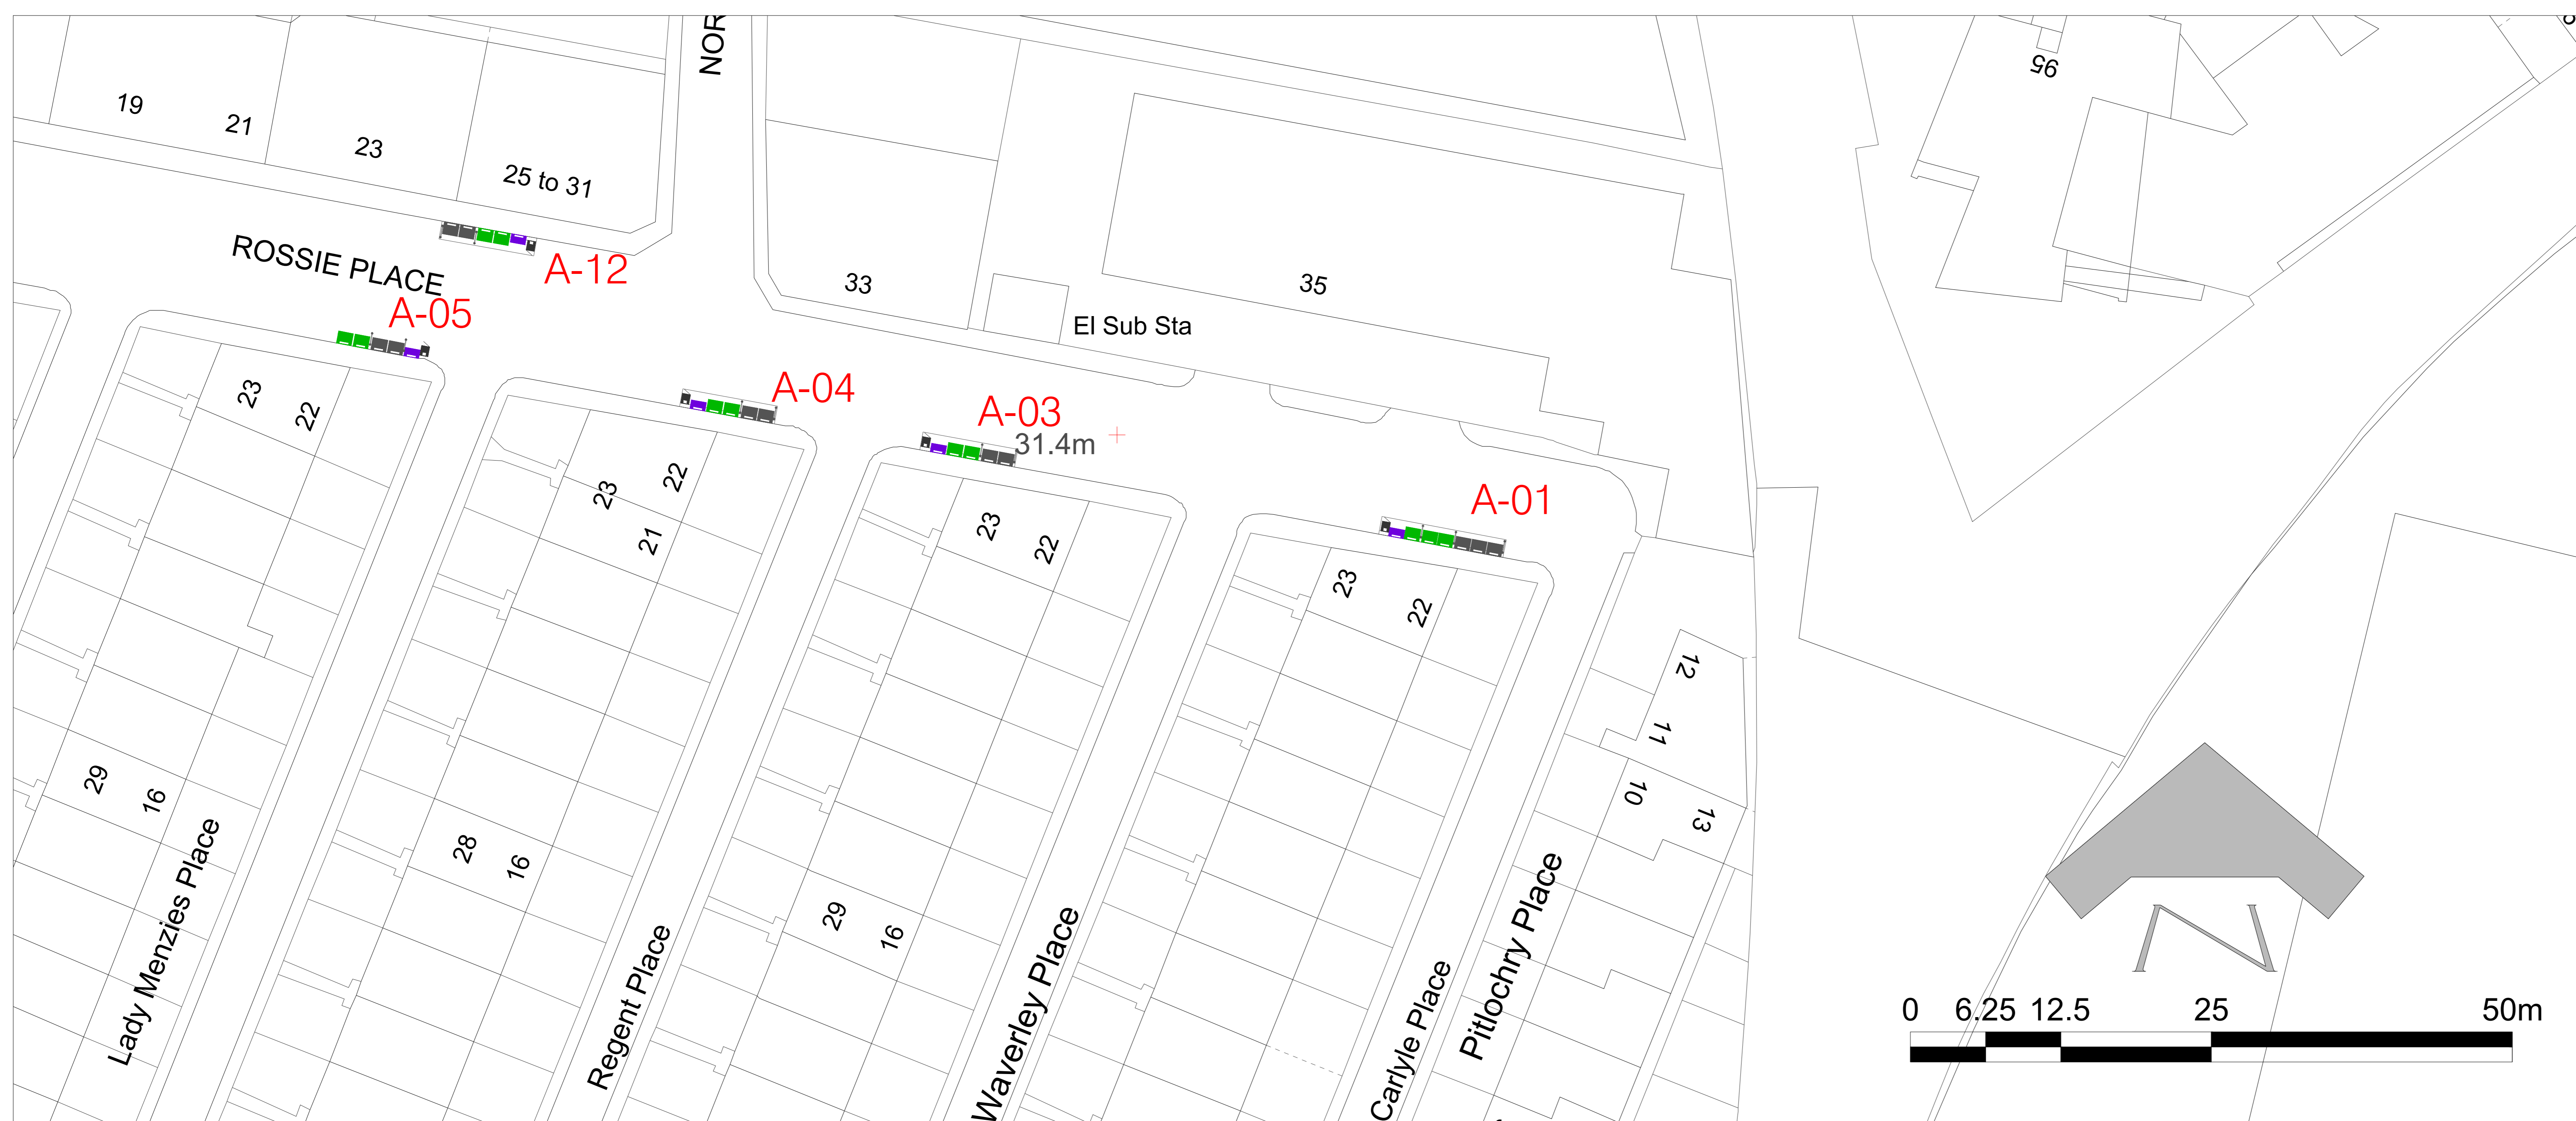 NOR
95
19
21
23
25 to 31
ROSSIE PLACE
A-12
A-05
33
35
El Sub Sta
A-04
A-03
31.4m
A-01
23
22
23
22
21
23
22
23
22
12
11
10
13
29
16
28
16
29
16
Lady Menzies Place
Regent Place
Waverley Place
Carlyle Place
Pitlochry Place
N
0 6.25 12.5 25 50m